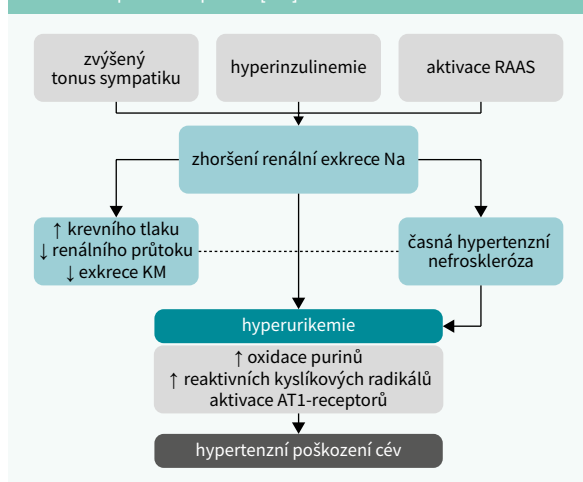 zvýšený
tonus sympatiku
hyperinzulinemie
aktivace RAAS
zhoršení renální exkrece Na
↑ krevního tlaku
↓ renálního průtoku
↓ exkrece KM
časná hypertenzní
nefroskleróza
hyperurikemie
↑ oxidace purinů
↑ reaktivních kyslíkových radikálů
aktivace AT1-receptorů
hypertenzní poškození cév